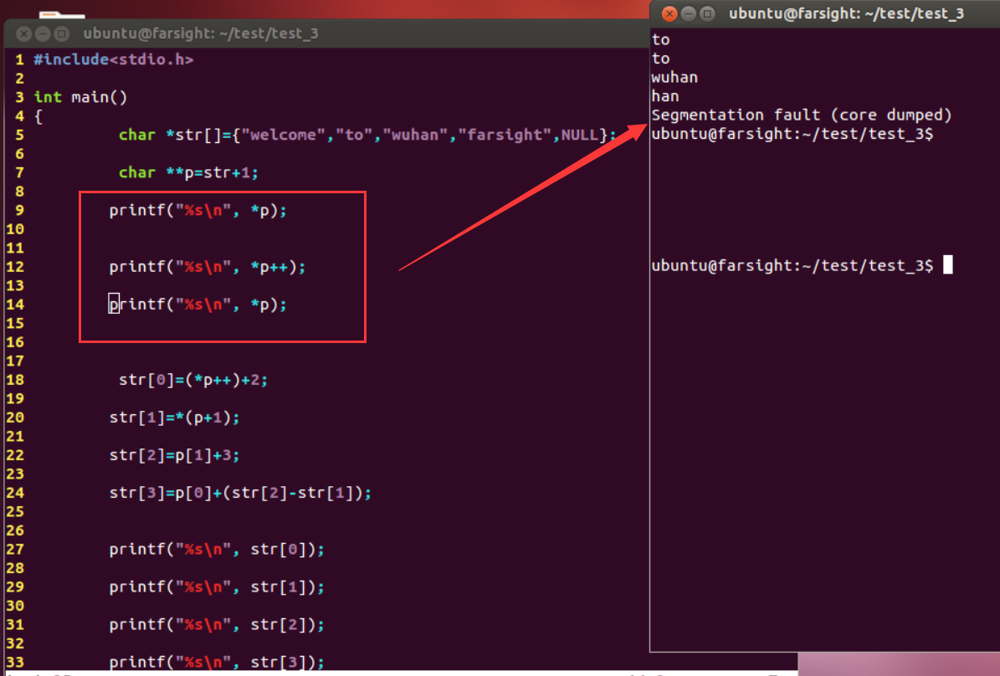 ubuntu@farsight: ~/test/test_3
1 #include<stdio.h>
2
3 int main()
4 {
5 char *str[]={"welcome","to","wuhan","farsight",NULL};
6
7 char **p=str+1;
8
9 printf("%s\n", *p);
10
11
12 printf("%s\n", *p++);
13
14 printf("%s\n", *p);
15
16
17
18 str[0]=(*p++)+2;
19
20 str[1]=*(p+1);
21
22 str[2]=p[1]+3;
23
24 str[3]=p[0]+(str[2]-str[1]);
25
26
27 printf("%s\n", str[0]);
28
29 printf("%s\n", str[1]);
30
31 printf("%s\n", str[2]);
32
33 printf("%s\n", str[3]);
ubuntu@farsight: ~/test/test_3
to
to
wuhan
han
Segmentation fault (core dumped)
ubuntu@farsight:~/test/test_3$
ubuntu@farsight:~/test/test_3$